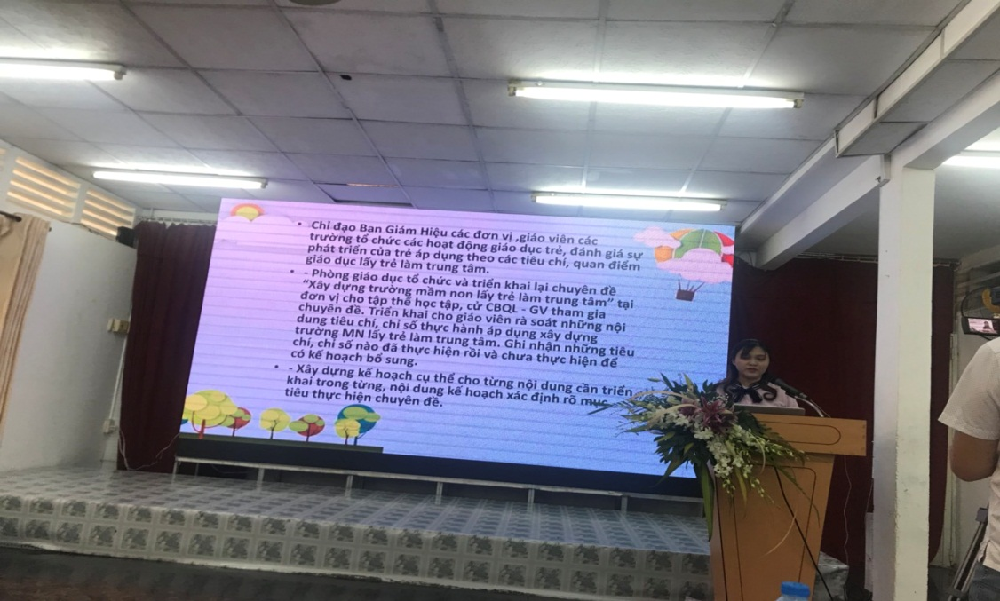 • Chỉ đạo Ban Giám Hiệu các đơn vị ,giáo viên các
trường tổ chức các hoạt động giáo dục trẻ, đánh giá sự
phát triển của trẻ áp dụng theo các tiêu chí, quan điểm
giáo dục lấy trẻ làm trung tâm.
• - Phòng giáo dục tổ chức và triển khai lại chuyên đề
“Xây dựng trường mầm non lấy trẻ làm trung tâm” tại
đơn vị cho tập thể học tập, cử CBQL - GV tham gia
chuyên đề. Triển khai cho giáo viên rà soát những nội
dung tiêu chí, chỉ số thực hành áp dụng xây dựng
trường MN lấy trẻ làm trung tâm. Ghi nhận những tiêu
chí, chỉ số nào đã thực hiện rồi và chưa thực hiện để
có kế hoạch bổ sung.
• - Xây dựng kế hoạch cụ thể cho từng nội dung cần triển
khai trong từng, nội dung kế hoạch xác định rõ mục
tiêu thực hiện chuyên đề.